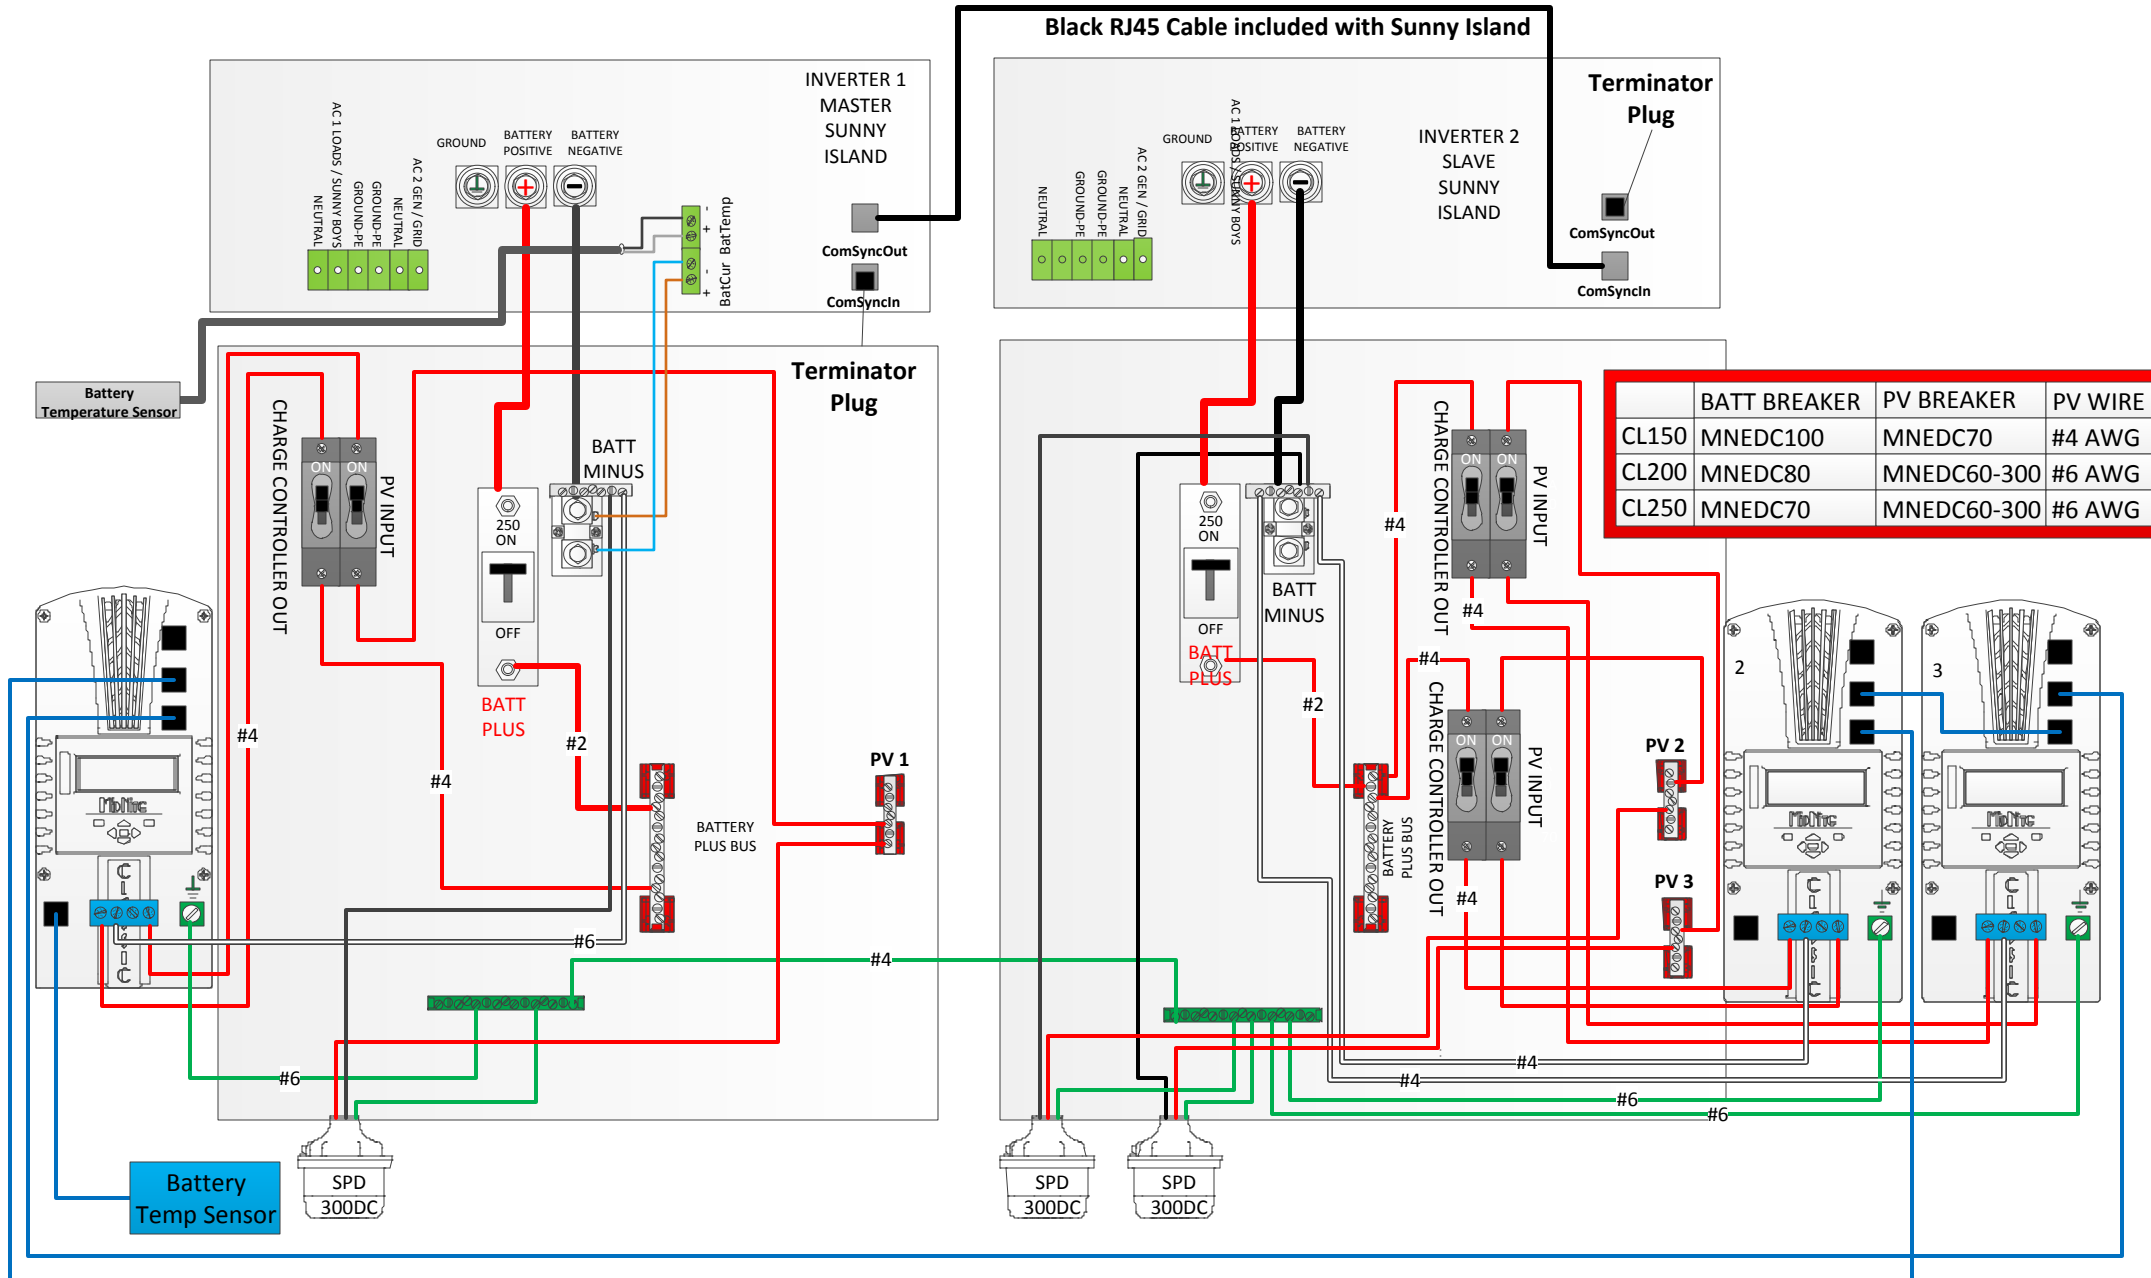 Black RJ45 Cable included with Sunny Island
INVERTER 1
MASTER
SUNNY
ISLAND
AC 1 LOADS / SUNNY BOYS
NEUTRAL
GROUND-PE
GROUND-PE
NEUTRAL
AC 2 GEN / GRID
GROUND
BATTERY
POSITIVE
BATTERY
NEGATIVE
- + BatTemp
- + BatCur
ComSyncOut
ComSyncIn
Terminator
Plug
INVERTER 2
SLAVE
SUNNY
ISLAND
AC 1 LOADS / SUNNY BOYS
NEUTRAL
GROUND-PE
GROUND-PE
NEUTRAL
AC 2 GEN / GRID
GROUND
BATTERY
POSITIVE
BATTERY
NEGATIVE
Terminator
Plug
ComSyncOut
ComSyncIn
Battery
Temperature Sensor
CHARGE CONTROLLER OUT
ON
ON
PV INPUT
250
ON
OFF
BATT
PLUS
BATT
MINUS
#4
#4
#2
BATTERY
PLUS BUS
PV 1
MidNite
CLASSIC
#6
#4
#6
SPD
300DC
Battery
Temp Sensor
250
ON
OFF
BATT
PLUS
BATT
MINUS
#2
BATTERY
PLUS BUS
CHARGE CONTROLLER OUT
ON
ON
PV INPUT
#4
#4
#4
CHARGE CONTROLLER OUT
ON
ON
PV INPUT
#4
PV 2
PV 3
BATT BREAKER PV BREAKER PV WIRE
CL150 MNEDC100 MNEDC70 #4 AWG
CL200 MNEDC80 MNEDC60-300 #6 AWG
CL250 MNEDC70 MNEDC60-300 #6 AWG
2
MidNite
CLASSIC
3
MidNite
CLASSIC
#4
#4
#6
#6
SPD
300DC
SPD
300DC